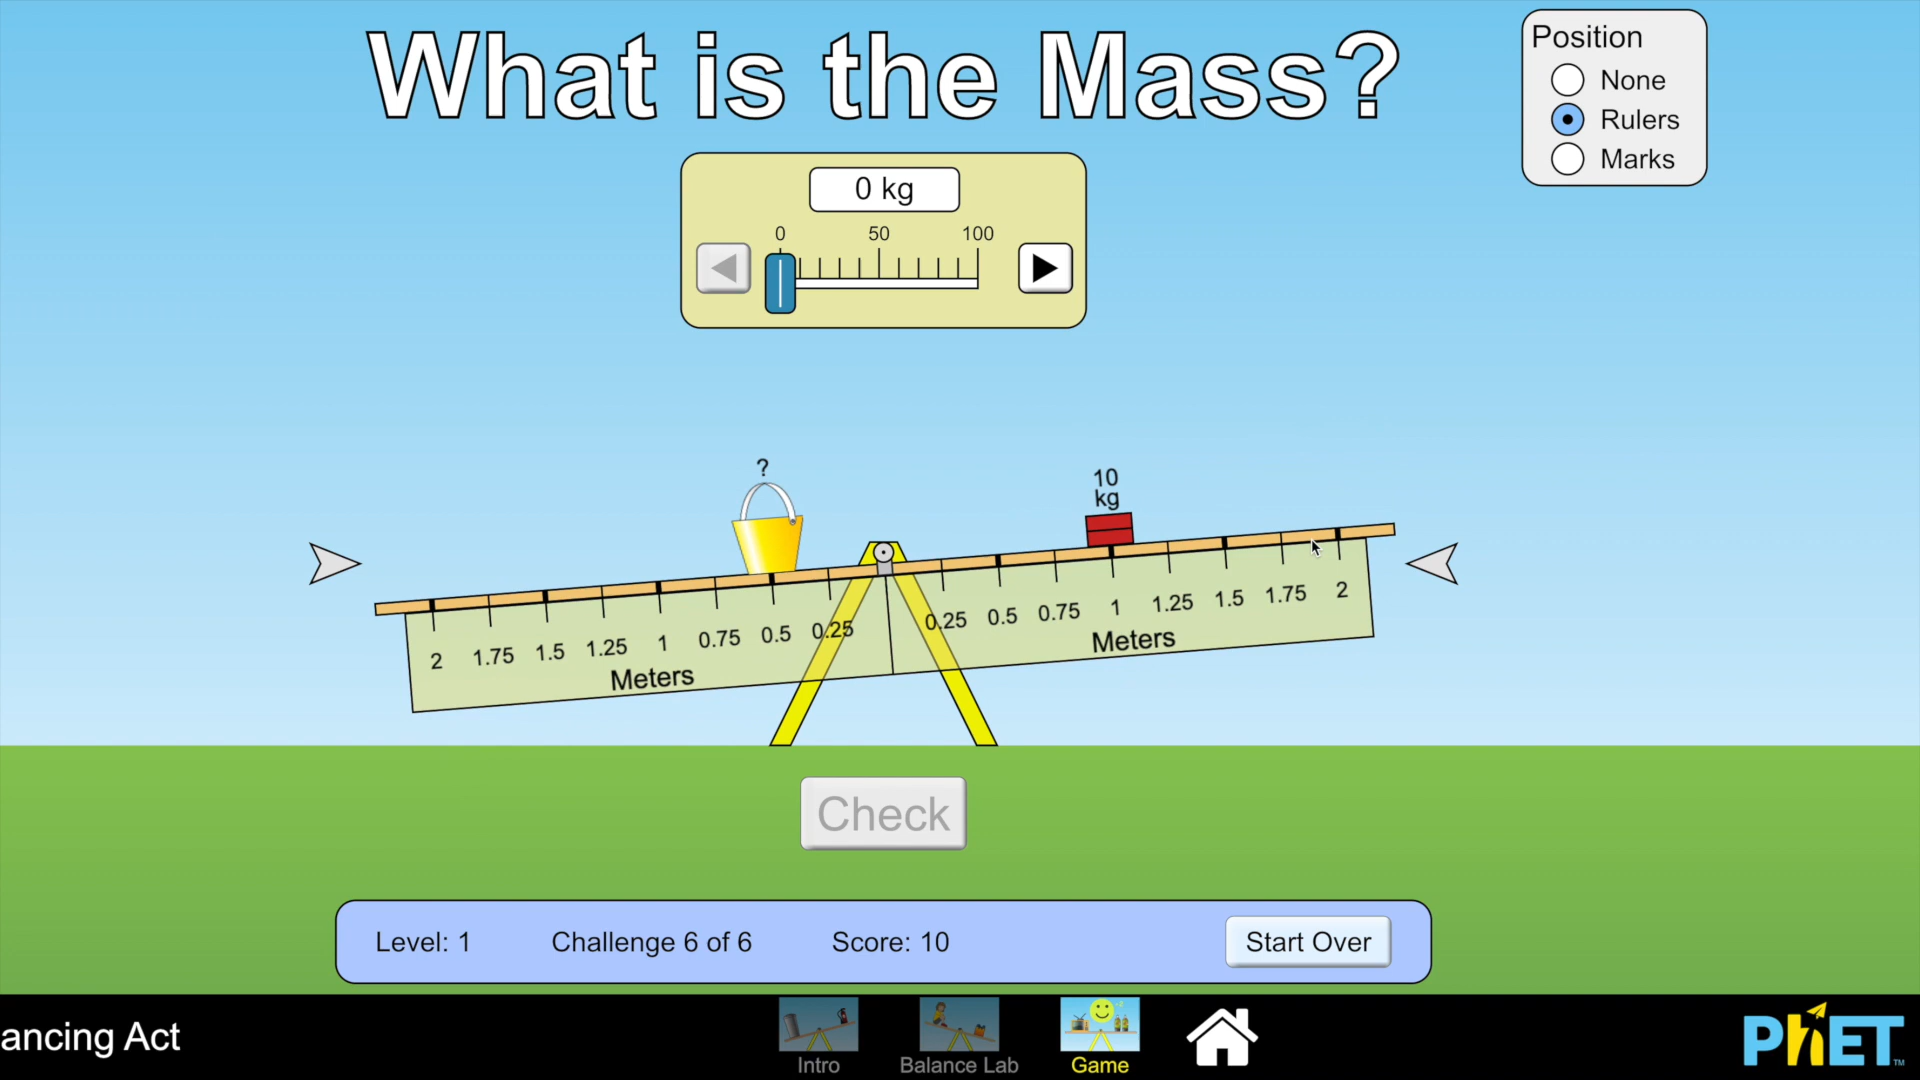 What is the Mass?
Position
None
Rulers
Marks
0 kg
0 50 100
?
10
kg
2 1.75 1.5 1.25 1 0.75 0.5 0.25
Meters
0.25 0.5 0.75 1 1.25 1.5 1.75 2
Meters
Check
Level: 1 Challenge 6 of 6 Score: 10 Start Over
ancing Act
Intro
Balance Lab
Game
PhET™